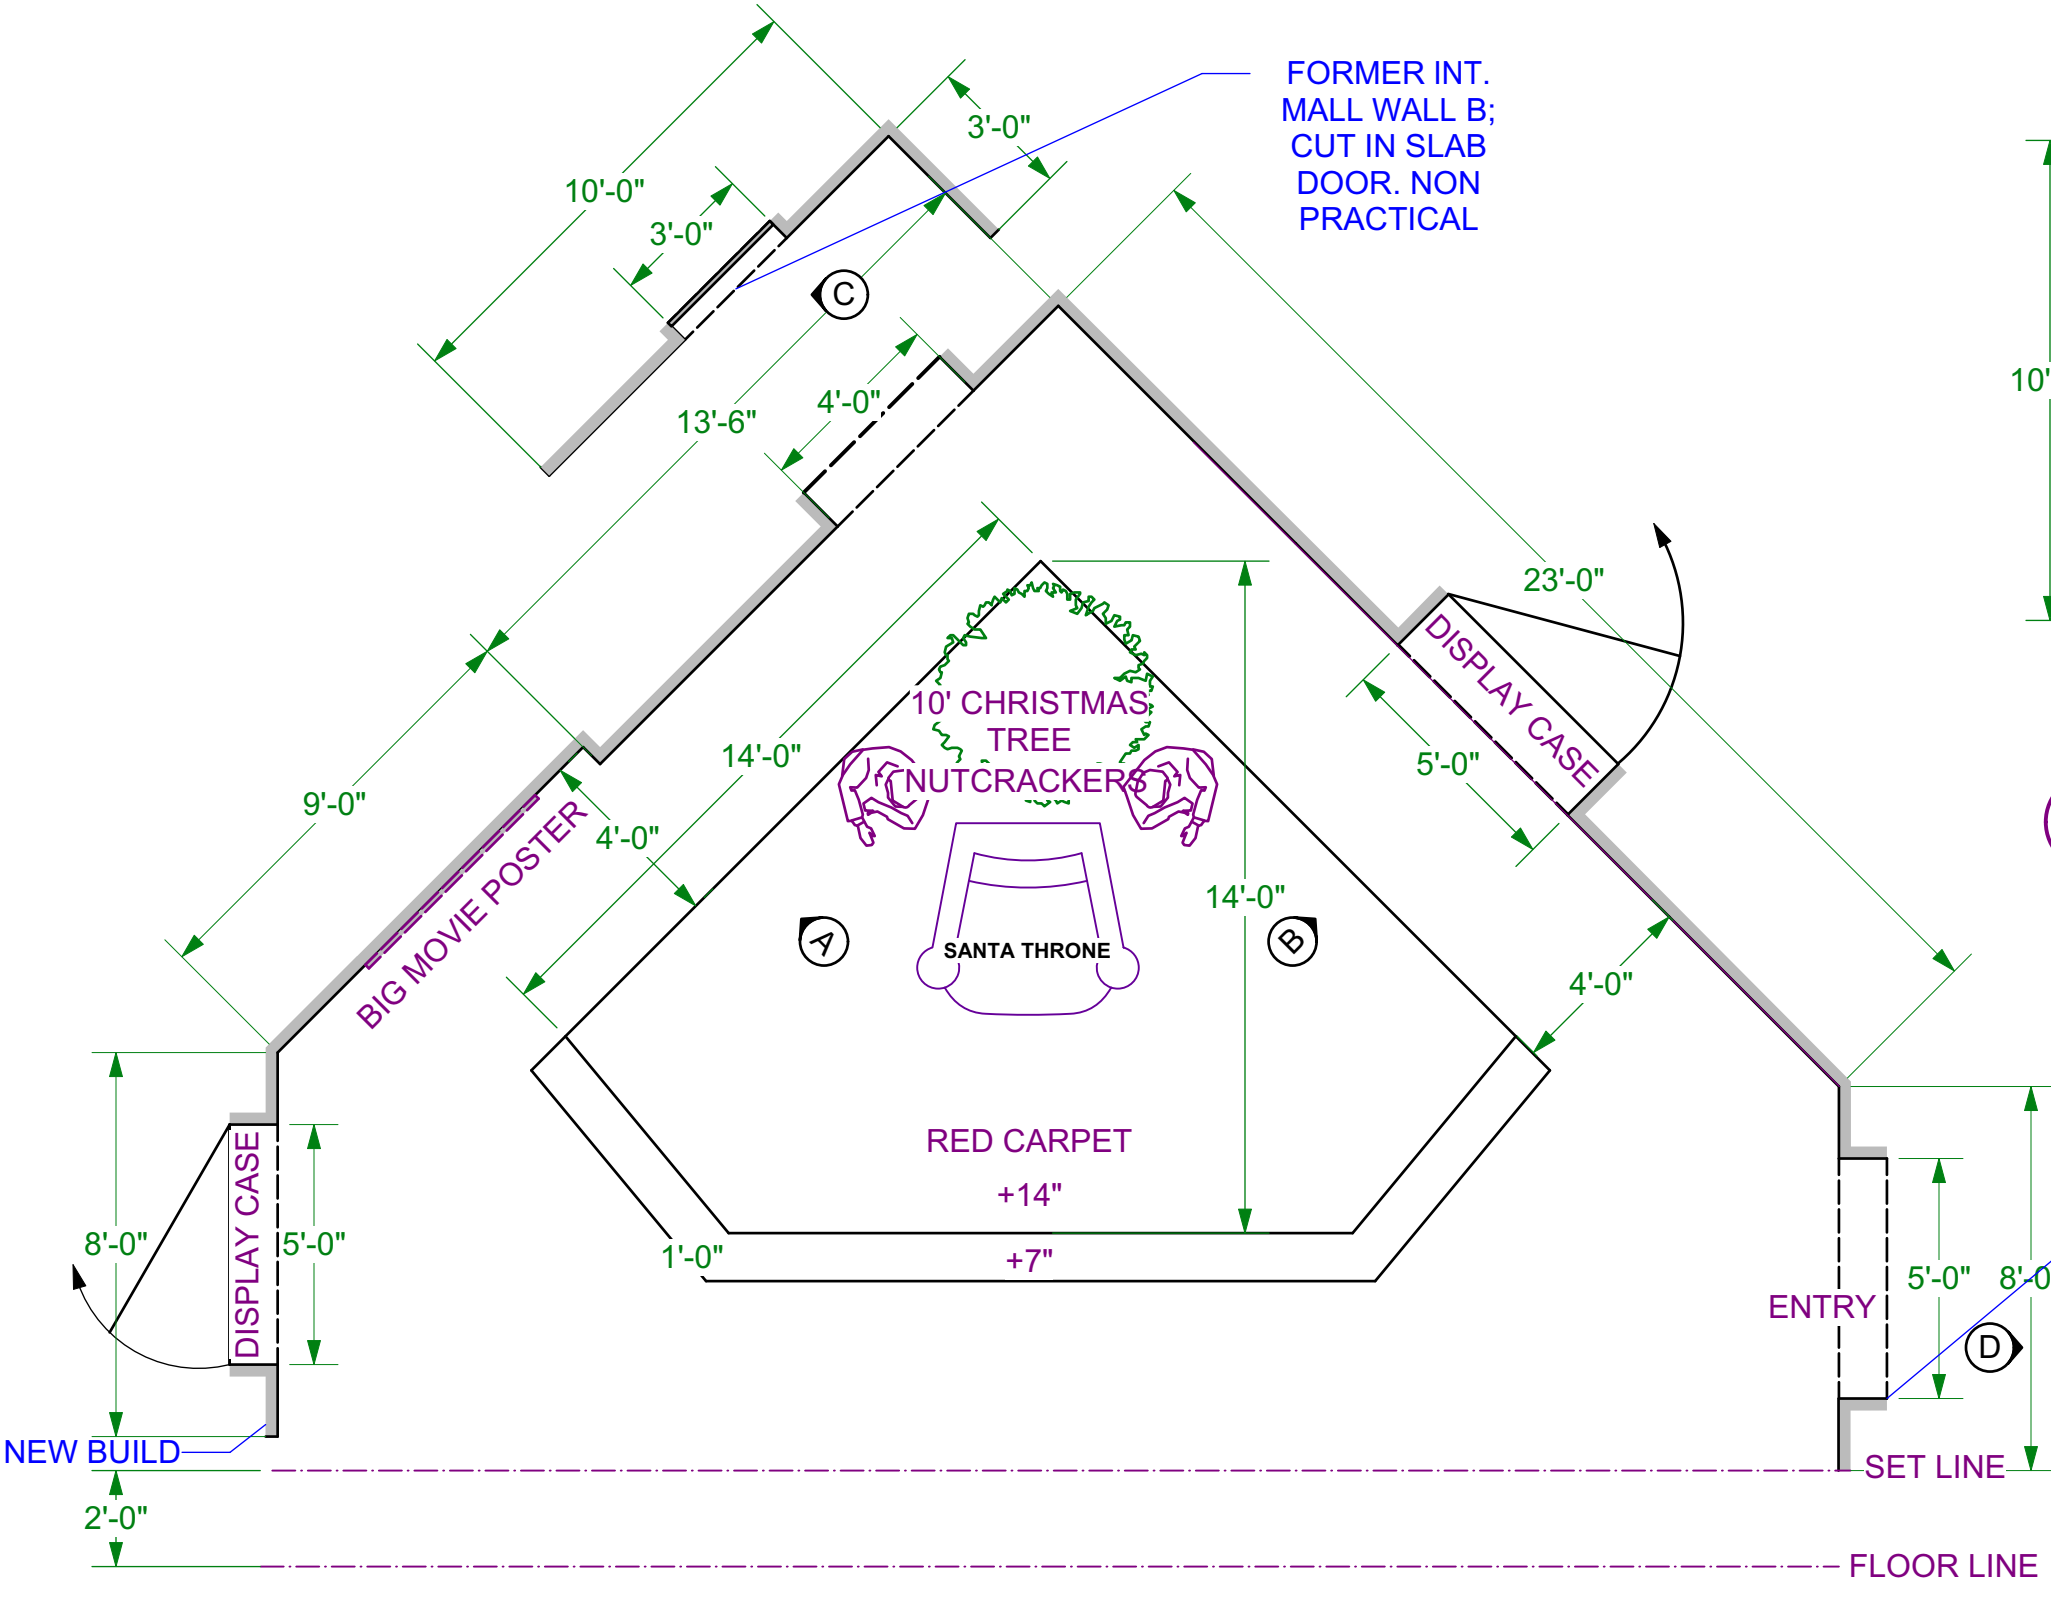 FORMER INT.
MALL WALL B;
CUT IN SLAB
DOOR. NON
PRACTICAL
3'-0"
10'-0"
3'-0"
C
10'
4'-0"
13'-6"
23'-0"
DISPLAY CASE
10' CHRISTMAS
TREE
NUTCRACKERS
14'-0"
5'-0"
9'-0"
4'-0"
BIG MOVIE POSTER
14'-0"
A
SANTA THRONE
B
4'-0"
RED CARPET
+14"
8'-0"
DISPLAY CASE
5'-0"
1'-0"
+7"
5'-0"
8'-0
ENTRY
D
NEW BUILD
SET LINE
2'-0"
FLOOR LINE